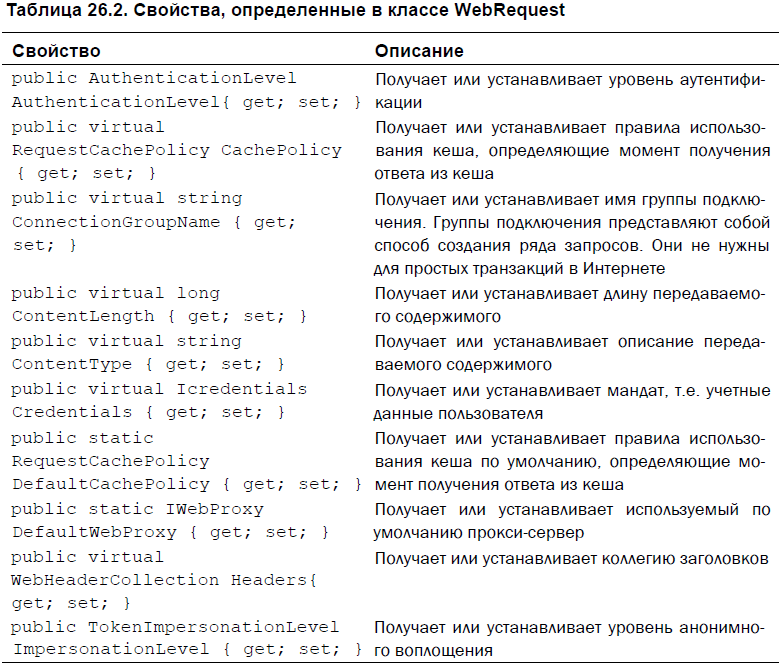 Таблица 26.2. Свойства, определенные в классе WebRequest
Свойство Описание
public AuthenticationLevel
AuthenticationLevel{ get; set; }
Получает или устанавливает уровень аутентифи-
кации
public virtual
RequestCachePolicy CachePolicy
{ get; set; }
Получает или устанавливает правила использо-
вания кеша, определяющие момент получения
ответа из кеша
public virtual string
ConnectionGroupName { get;
set; }
Получает или устанавливает имя группы подклю-
чения. Группы подключения представляют собой
способ создания ряда запросов. Они не нужны
для простых транзакций в Интернете
public virtual long
ContentLength { get; set; }
Получает или устанавливает длину передаваемо-
го содержимого
public virtual string
ContentType { get; set; }
Получает или устанавливает описание переда-
ваемого содержимого
public virtual Icredentials
Credentials { get; set; }
Получает или устанавливает мандат, т.е. учетные
данные пользователя
public static
RequestCachePolicy
DefaultCachePolicy { get; set; }
Получает или устанавливает правила использо-
вания кеша по умолчанию, определяющие мо-
мент получения ответа из кеша
public static IWebProxy
DefaultWebProxy { get; set; }
Получает или устанавливает используемый по
умолчанию прокси-сервер
public virtual
WebHeaderCollection Headers{
get; set; }
Получает или устанавливает коллегию заголовков
public TokenImpersonationLevel
ImpersonationLevel { get; set; }
Получает или устанавливает уровень анонимно-
го воплощения